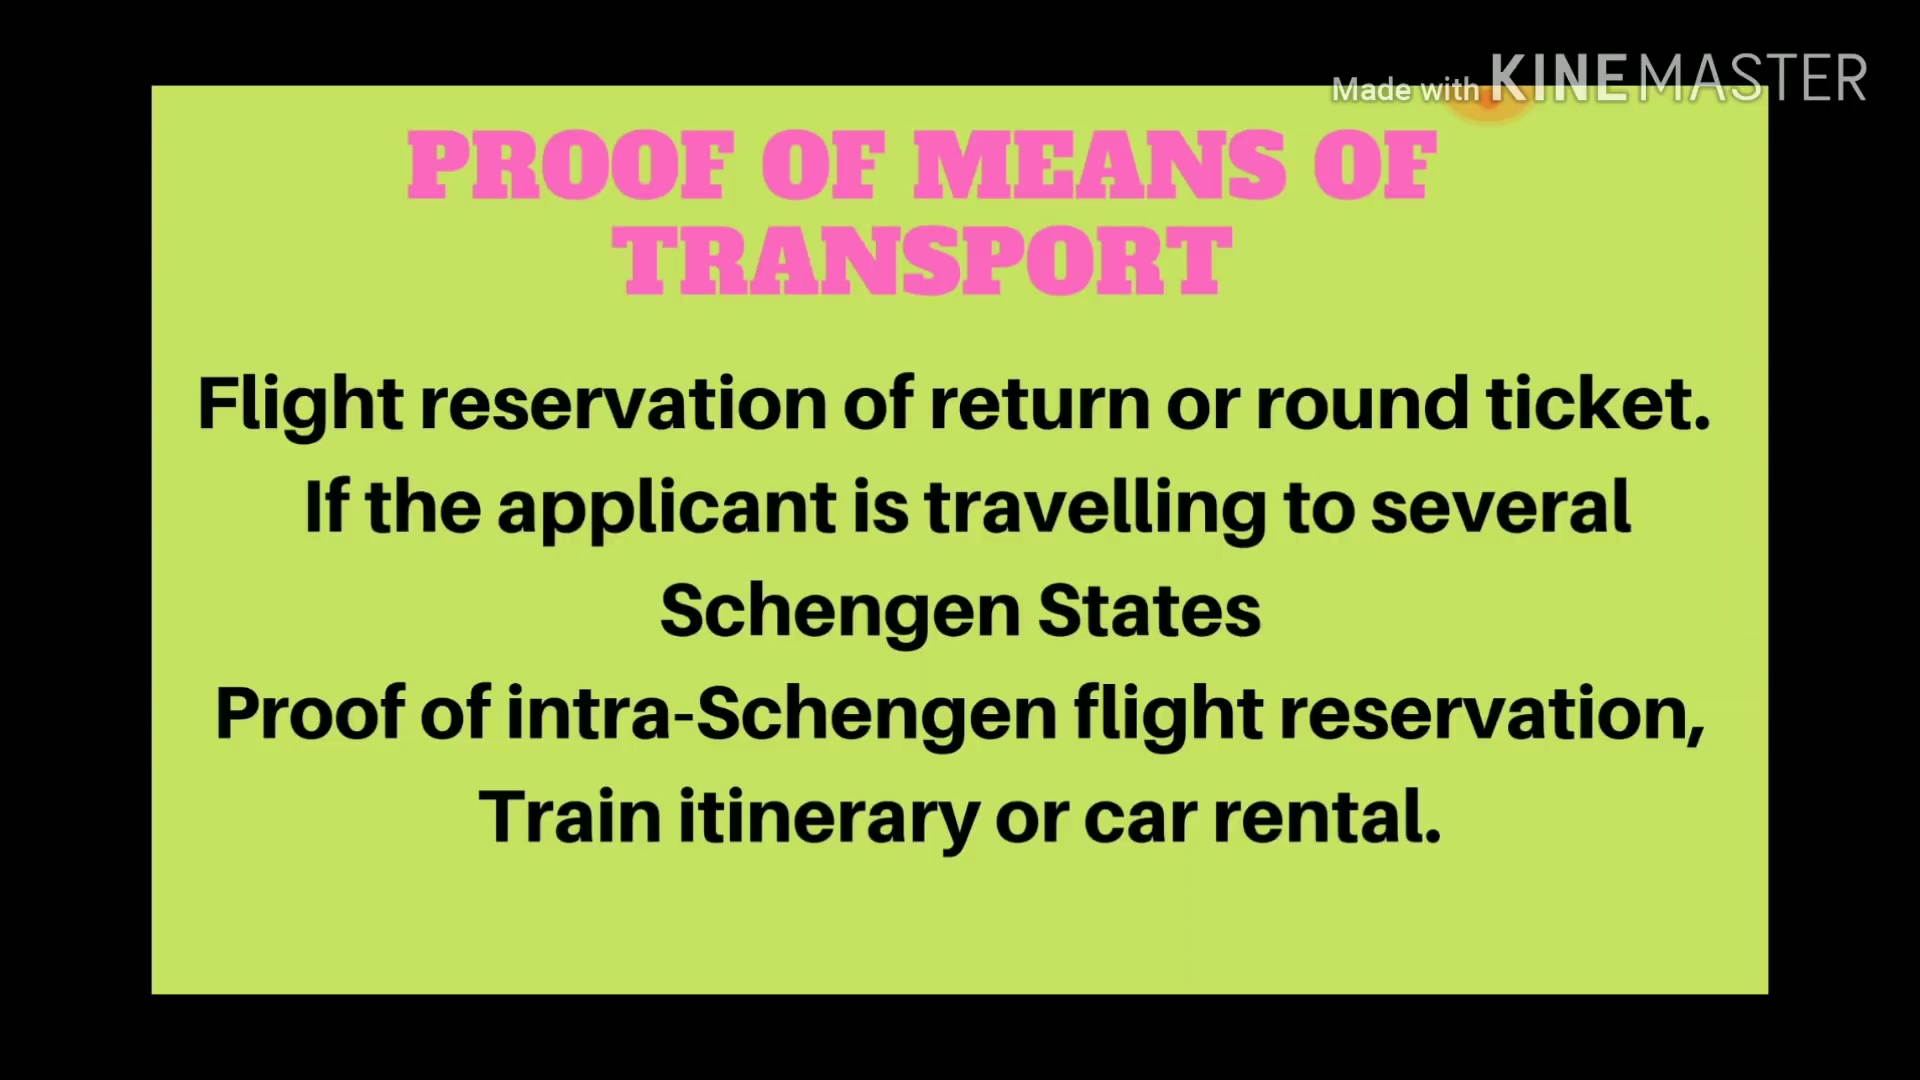 Made with KINEMASTER
PROOF OF MEANS OF
TRANSPORT
Flight reservation of return or round ticket.
If the applicant is travelling to several
Schengen States
Proof of intra-Schengen flight reservation,
Train itinerary or car rental.